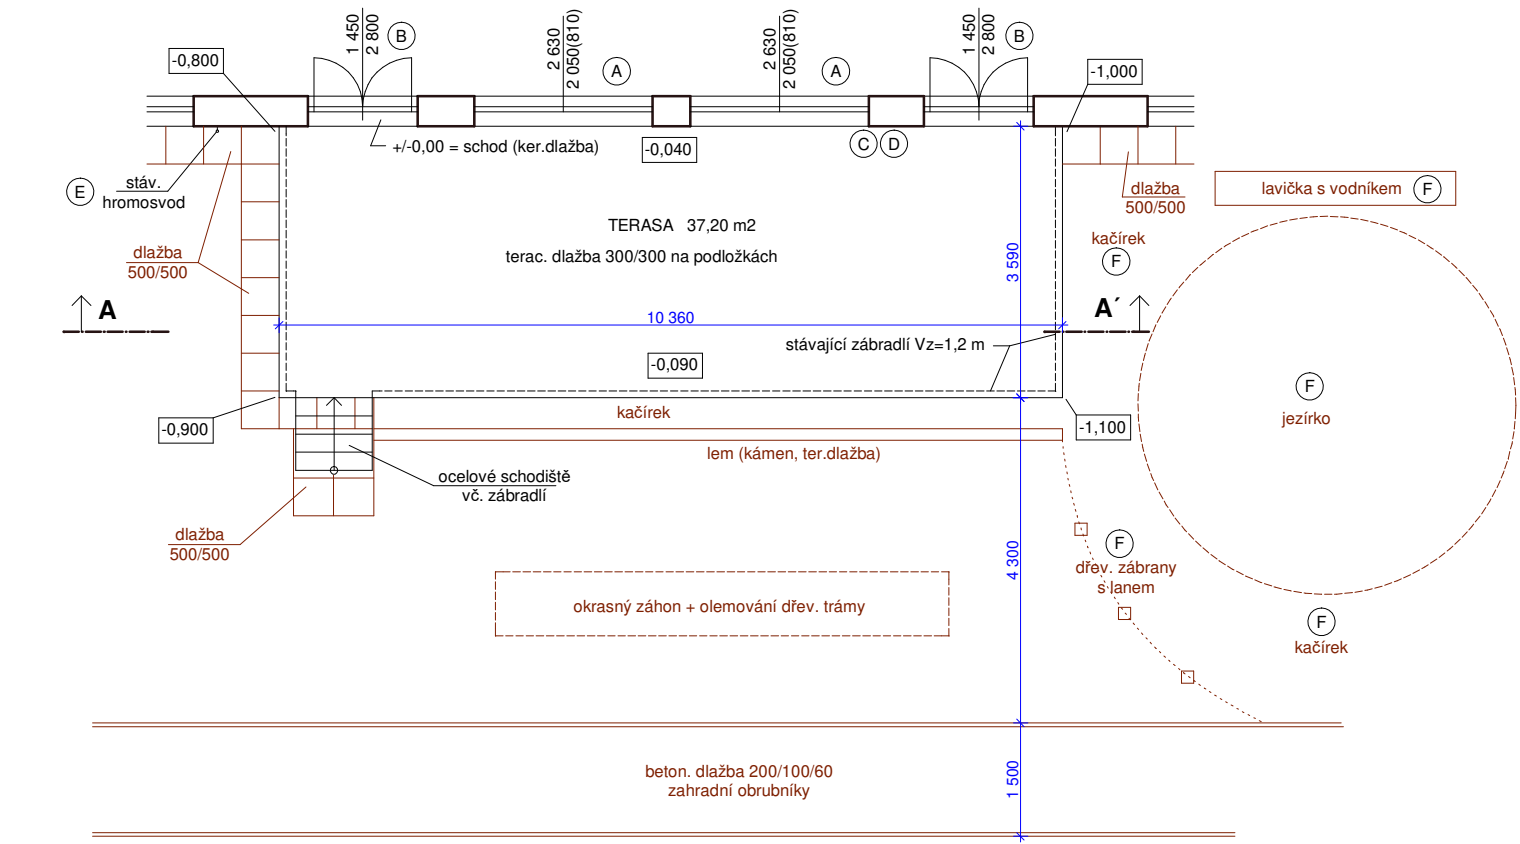 1 450
2 800
B
2 630
2 050(810)
A
2 630
2 050(810)
A
1 450
2 800
B
-0,800
-1,000
+/-0,00 = schod (ker.dlažba)
-0,040
C
D
E
stáv.
hromosvod
dlažba
500/500
lavička s vodníkem
F
TERASA 37,20 m2
terac. dlažba 300/300 na podložkách
kačírek
F
dlažba
500/500
3 590
A
A´
10 360
stávající zábradlí Vz=1,2 m
-0,090
F
jezírko
-0,900
kačírek
-1,100
lem (kámen, ter.dlažba)
ocelové schodiště
vč. zábradlí
dlažba
500/500
4 300
F
dřev. zábrany
s lanem
okrasný záhon + olemování dřev. trámy
F
kačírek
beton. dlažba 200/100/60
zahradní obrubníky
1 500